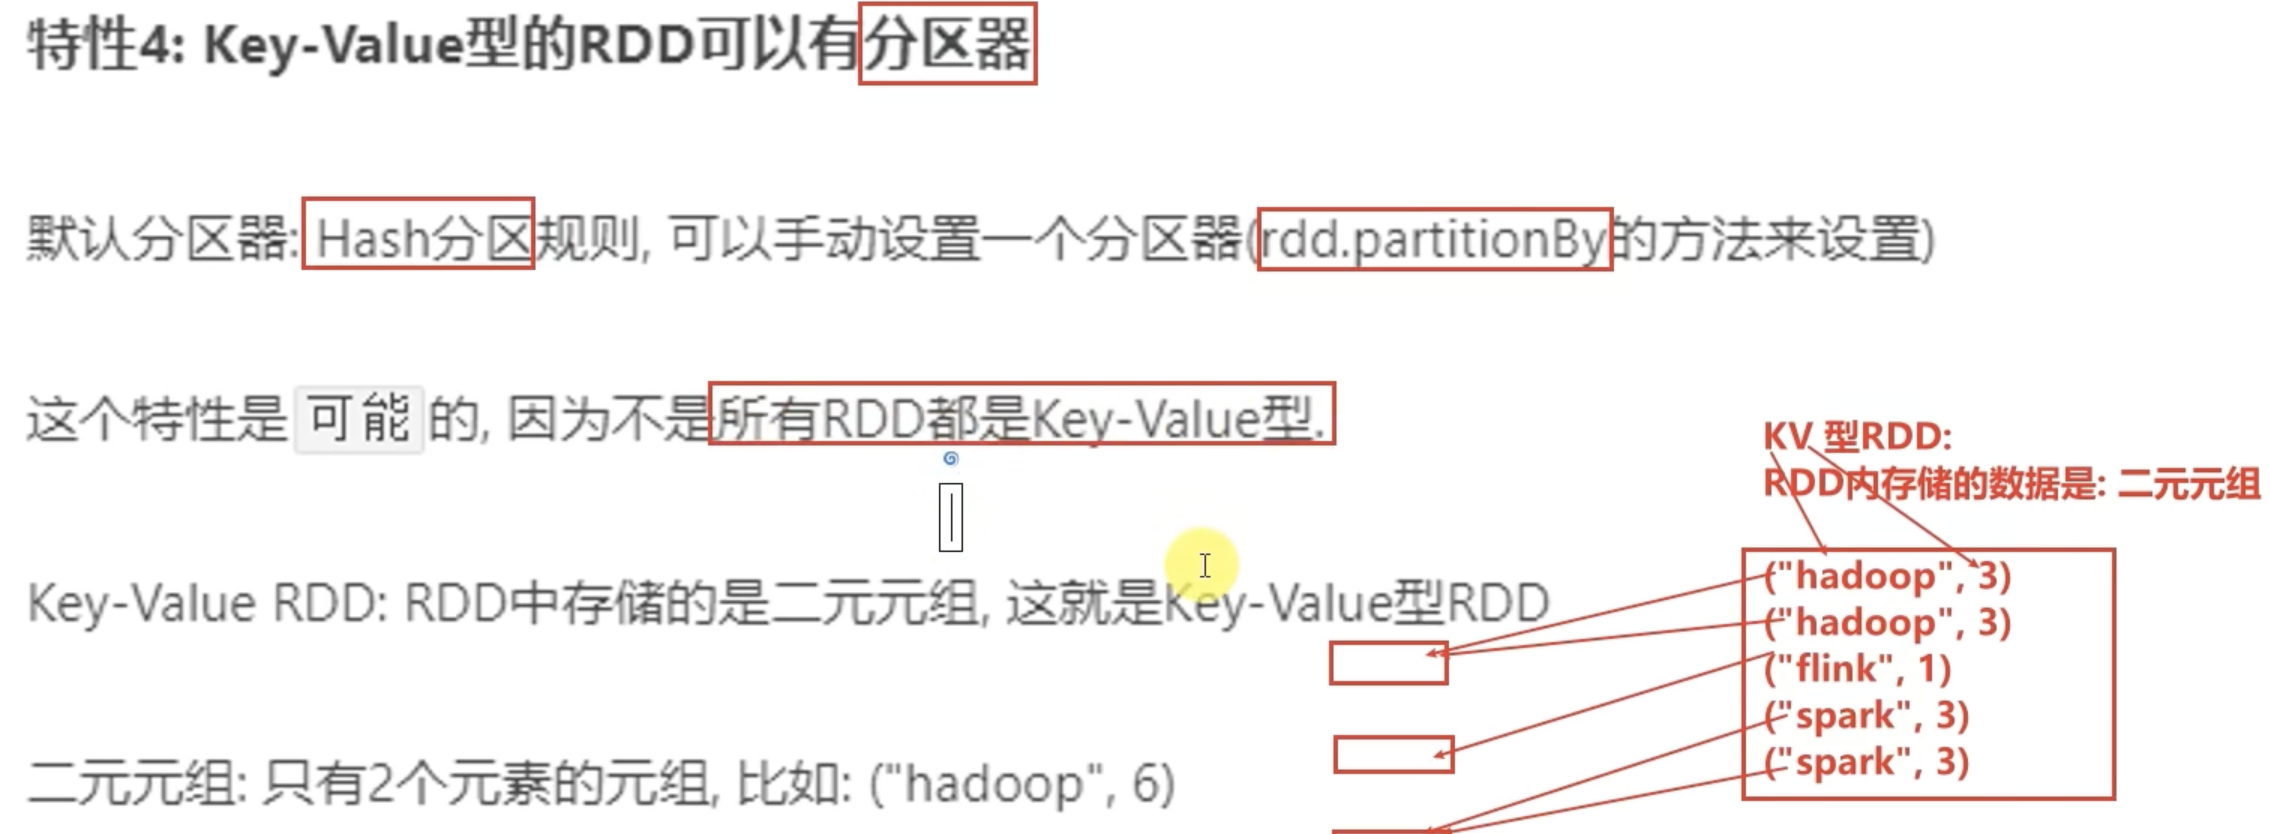 特性4: Key-Value型的RDD可以有分区器
默认分区器: Hash分区规则, 可以手动设置一个分区器(rdd.partitionBy的方法来设置)
这个特性是 可能 的, 因为不是所有RDD都是Key-Value型.
Key-Value RDD: RDD中存储的是二元元组, 这就是Key-Value型RDD
二元元组: 只有2个元素的元组, 比如: ("hadoop", 6)
KV 型RDD:
RDD内存储的数据是: 二元元组
("hadoop", 3)
("hadoop", 3)
("flink", 1)
("spark", 3)
("spark", 3)